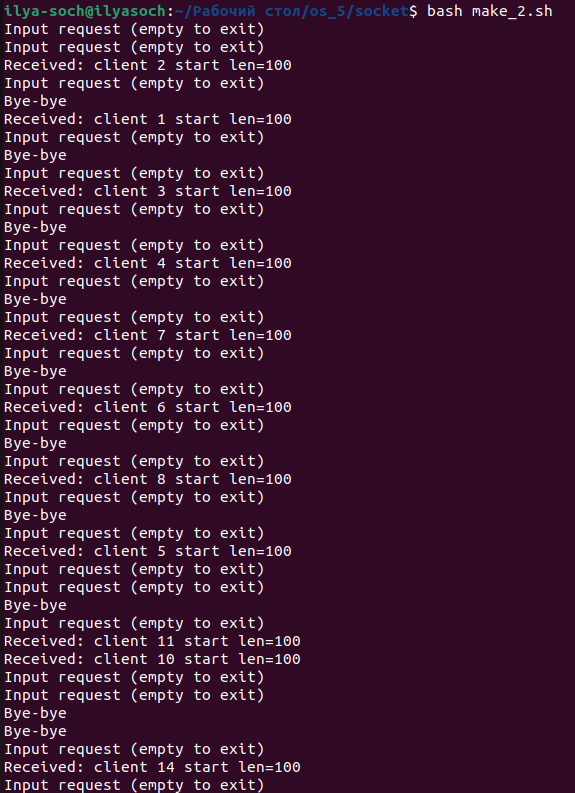 ilya-soch@ilyasoch:~/Рабочий стол/os_5/socket$ bash make_2.sh
Input request (empty to exit)
Input request (empty to exit)
Received: client 2 start len=100
Input request (empty to exit)
Bye-bye
Received: client 1 start len=100
Input request (empty to exit)
Bye-bye
Input request (empty to exit)
Received: client 3 start len=100
Input request (empty to exit)
Bye-bye
Input request (empty to exit)
Received: client 4 start len=100
Input request (empty to exit)
Bye-bye
Input request (empty to exit)
Received: client 7 start len=100
Input request (empty to exit)
Bye-bye
Input request (empty to exit)
Received: client 6 start len=100
Input request (empty to exit)
Bye-bye
Input request (empty to exit)
Received: client 8 start len=100
Input request (empty to exit)
Bye-bye
Input request (empty to exit)
Received: client 5 start len=100
Input request (empty to exit)
Input request (empty to exit)
Bye-bye
Input request (empty to exit)
Received: client 11 start len=100
Received: client 10 start len=100
Input request (empty to exit)
Input request (empty to exit)
Bye-bye
Bye-bye
Input request (empty to exit)
Received: client 14 start len=100
Input request (empty to exit)